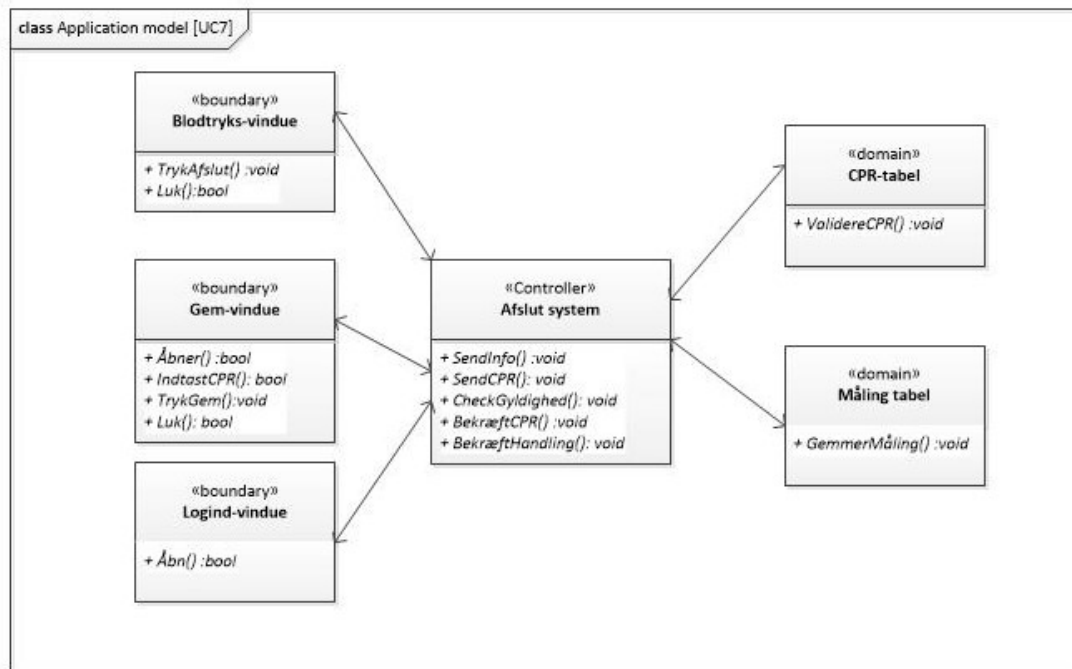 class Application model [UC7]
«boundary»
Blodtryks-vindue
+ TrykAfslut() :void
+ Luk():bool
«boundary»
Gem-vindue
+ Åbner() :bool
+ IndtastCPR(): bool
+ TrykGem():void
+ Luk(): bool
«boundary»
Logind-vindue
+ Åbn() :bool
«Controller»
Afslut system
+ SendInfo() :void
+ SendCPR(): void
+ CheckGyldighed(): void
+ BekræftCPR() :void
+ BekræftHandling(): void
«domain»
CPR-tabel
+ ValidereCPR() :void
«domain»
Måling tabel
+ GemmerMåling() :void